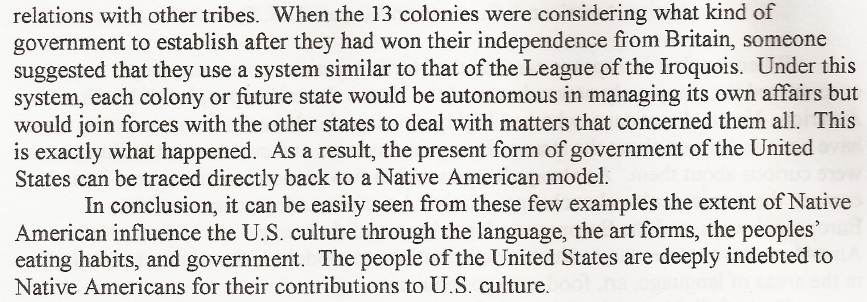 relations with other tribes. When the 13 colonies were considering what kind of
government to establish after they had won their independence from Britain, someone
suggested that they use a system similar to that of the League of the Iroquois. Under this
system, each colony or future state would be autonomous in managing its own affairs but
would join forces with the other states to deal with matters that concerned them all. This
is exactly what happened. As a result, the present form of government of the United
States can be traced directly back to a Native American model.
In conclusion, it can be easily seen from these few examples the extent of Native
American influence the U.S. culture through the language, the art forms, the peoples'
eating habits, and government. The people of the United States are deeply indebted to
Native Americans for their contributions to U.S. culture.